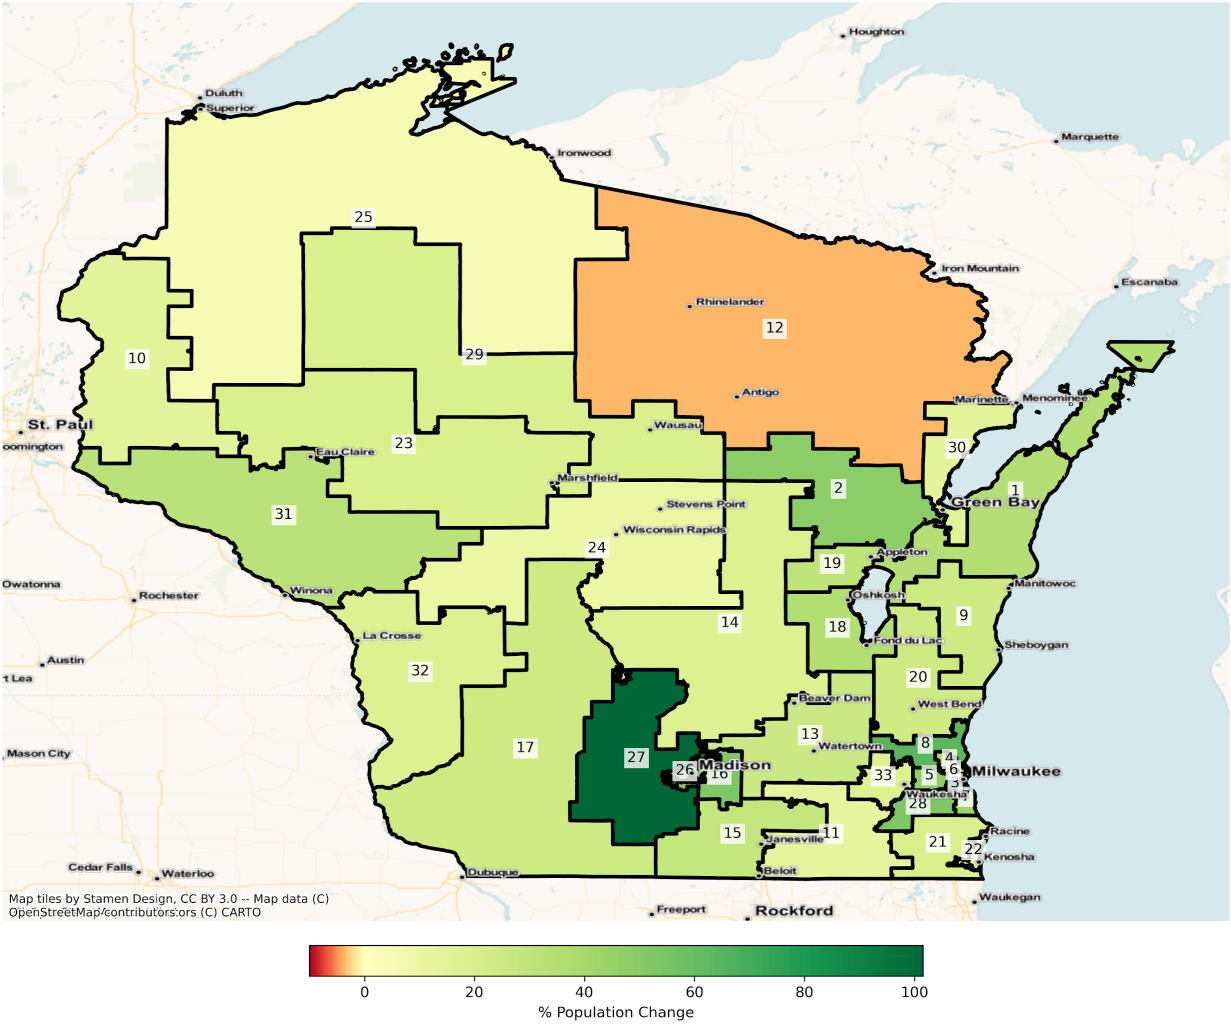 Houghton
Duluth
Superior
Marquette
Ironwood
25
Iron Mountain
Escanaba
Rhinelander
12
10
29
Antigo
Marinette
Menominee
St. Paul
Wausau
oomington
23
Eau Claire
30
Marshfield
2
1
Green Bay
31
Stevens Point
Wisconsin Rapids
24
Appleton
19
Owatonna
Rochester
Winona
Oshkosh
Manitowoc
9
14
18
La Crosse
Fond du Lac
Sheboygan
Austin
32
t Lea
20
Beaver Dam
West Bend
13
Watertown
8
17
27
Mason City
4
26
Madison
16
33
5
6
Milwaukee
3
Waukesha
28
7
15
11
Janesville
21
Racine
22
Kenosha
Cedar Falls
Waterloo
Dubuque
Beloit
Waukegan
Freeport
Rockford
Map tiles by Stamen Design, CC BY 3.0 -- Map data (C)
OpenStreetMap contributors (C) CARTO
0
20
40
60
80
100
% Population Change